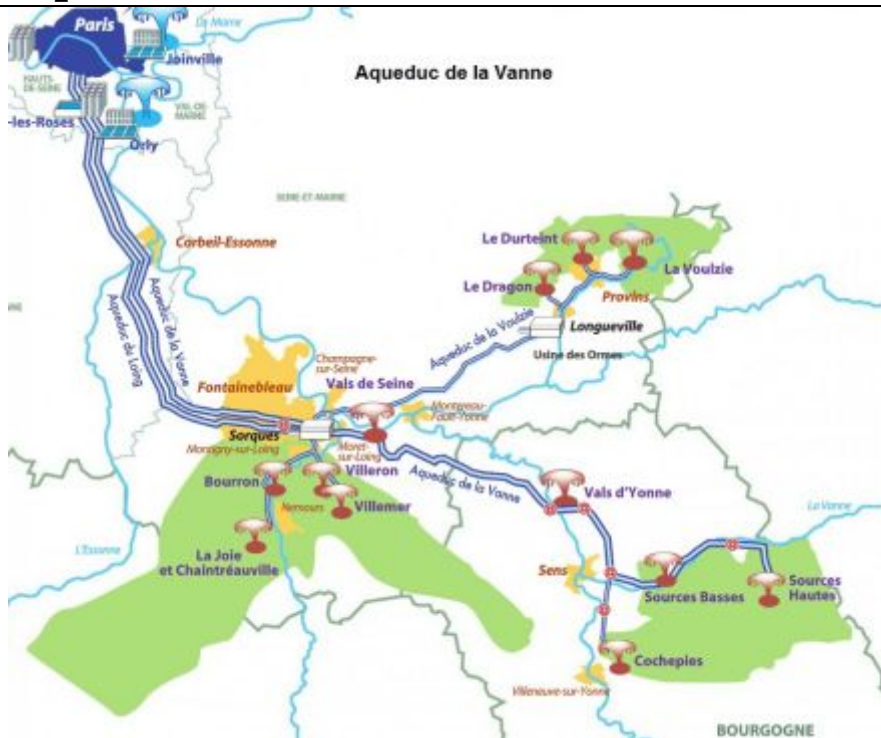 Paris
La Marne
Joinville
HAUTS-
DE-SEINE
VAL-DE-
MARNE
-les-Roses
Orly
Aqueduc de la Vanne
SEINE-ET-MARNE
Corbeil-Essonne
Le Durteint
La Voulzie
Le Dragon
Provins
Aqueduc de la Vanne
Aqueduc du Loing
Aqueduc de la Voulzie
Longueville
Usine des Ormes
Champagne-
sur-Seine
Fontainebleau
Vals de Seine
Montereau-
Fault-Yonne
Sorques
Montigny-sur-Loing
Moret-
sur-Loing
Aqueduc de la Vanne
Bourron
Villeron
Villemer
Nemours
Vals d'Yonne
La Vanne
L'Essonne
La Joie
et Chaintréauville
Sens
Sources Basses
Sources
Hautes
Cochepies
Villeneuve-sur-Yonne
BOURGOGNE